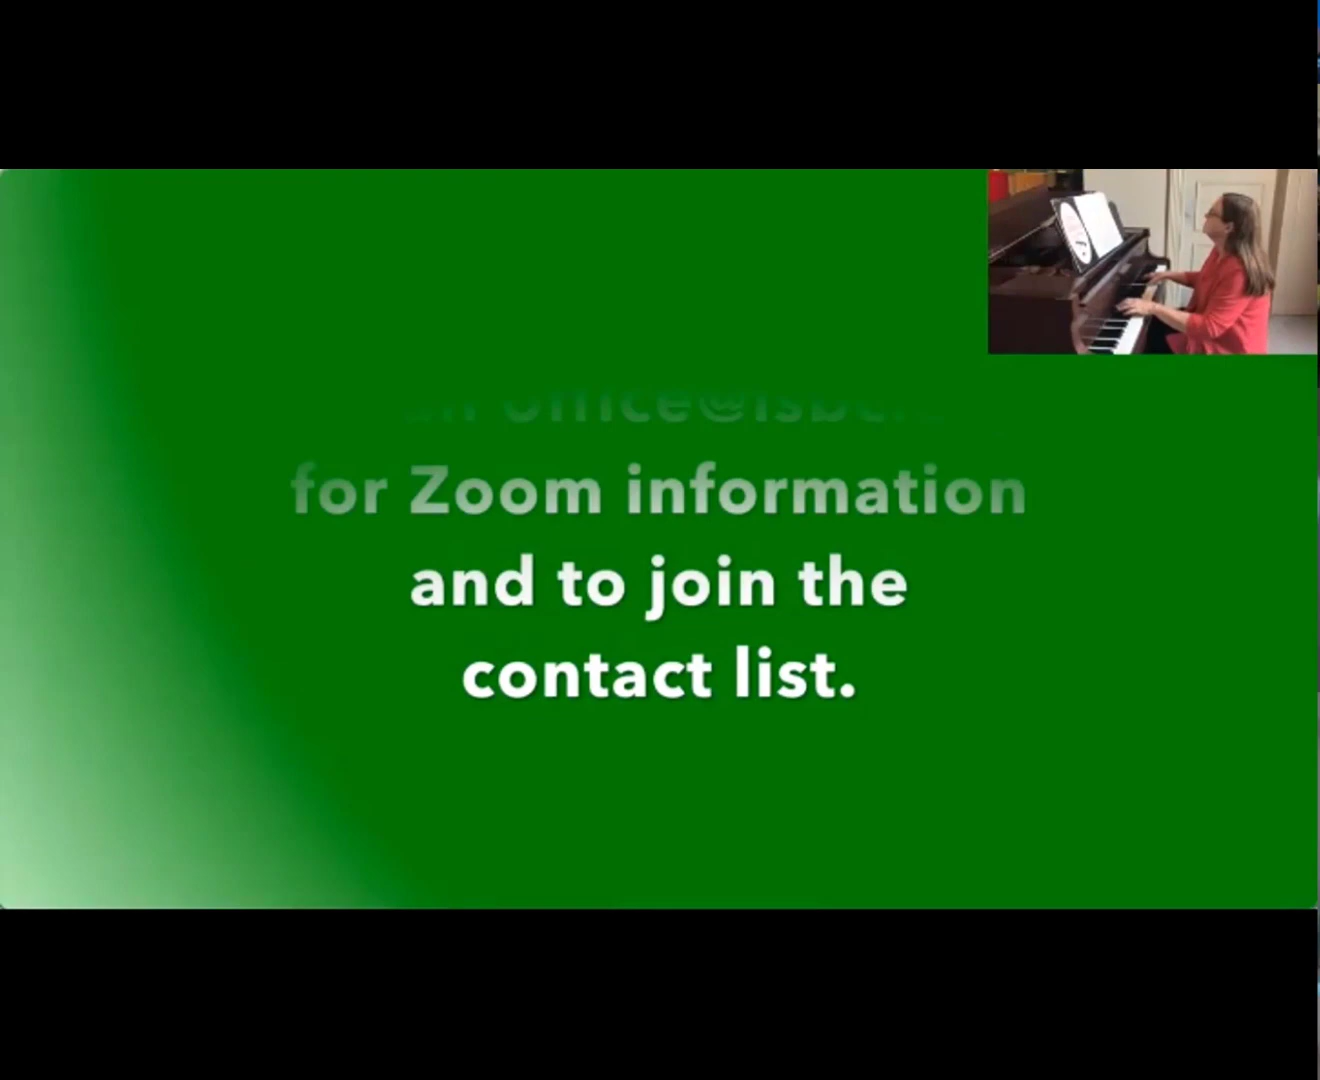 for Zoom information
and to join the
contact list.